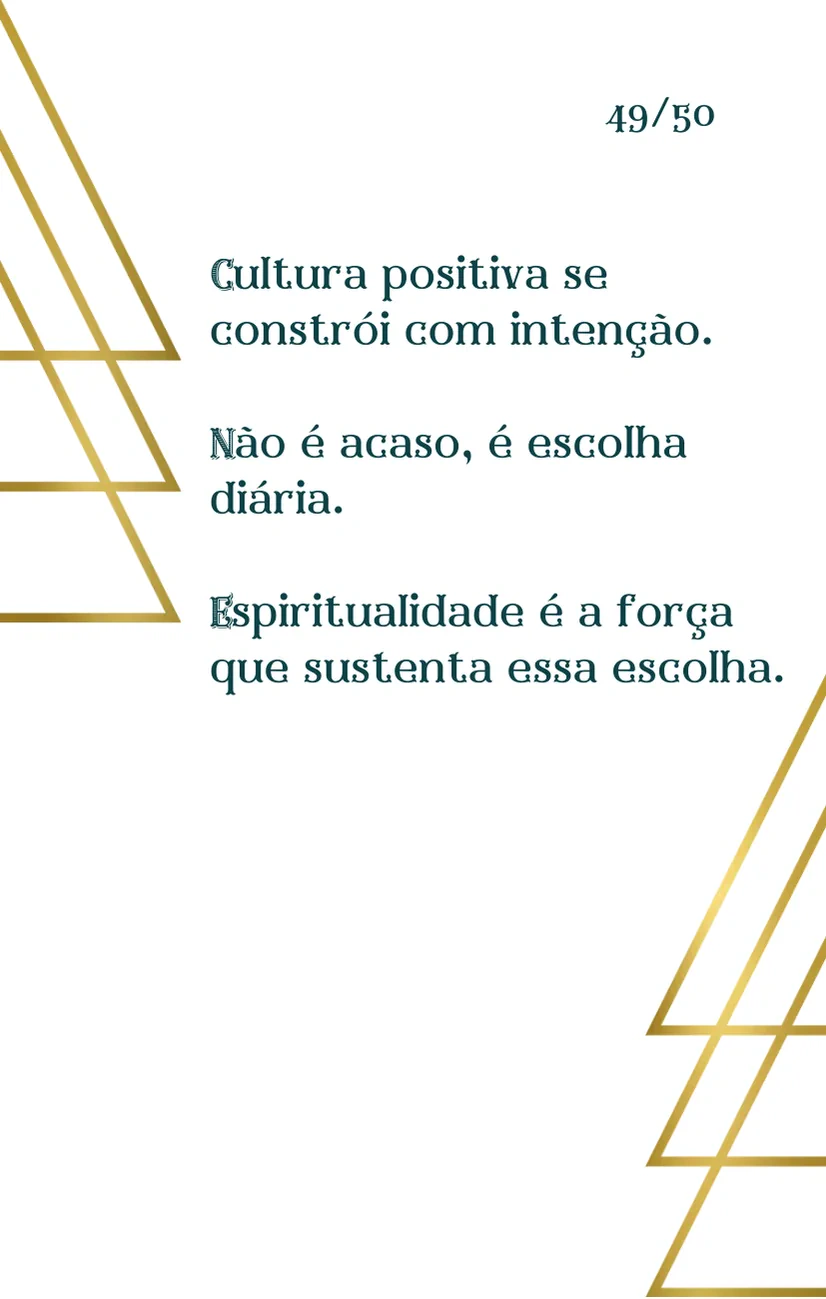 49/50
Cultura positiva se
constrói com intenção.
Não é acaso, é escolha
diária.
Espiritualidade é a força
que sustenta essa escolha.